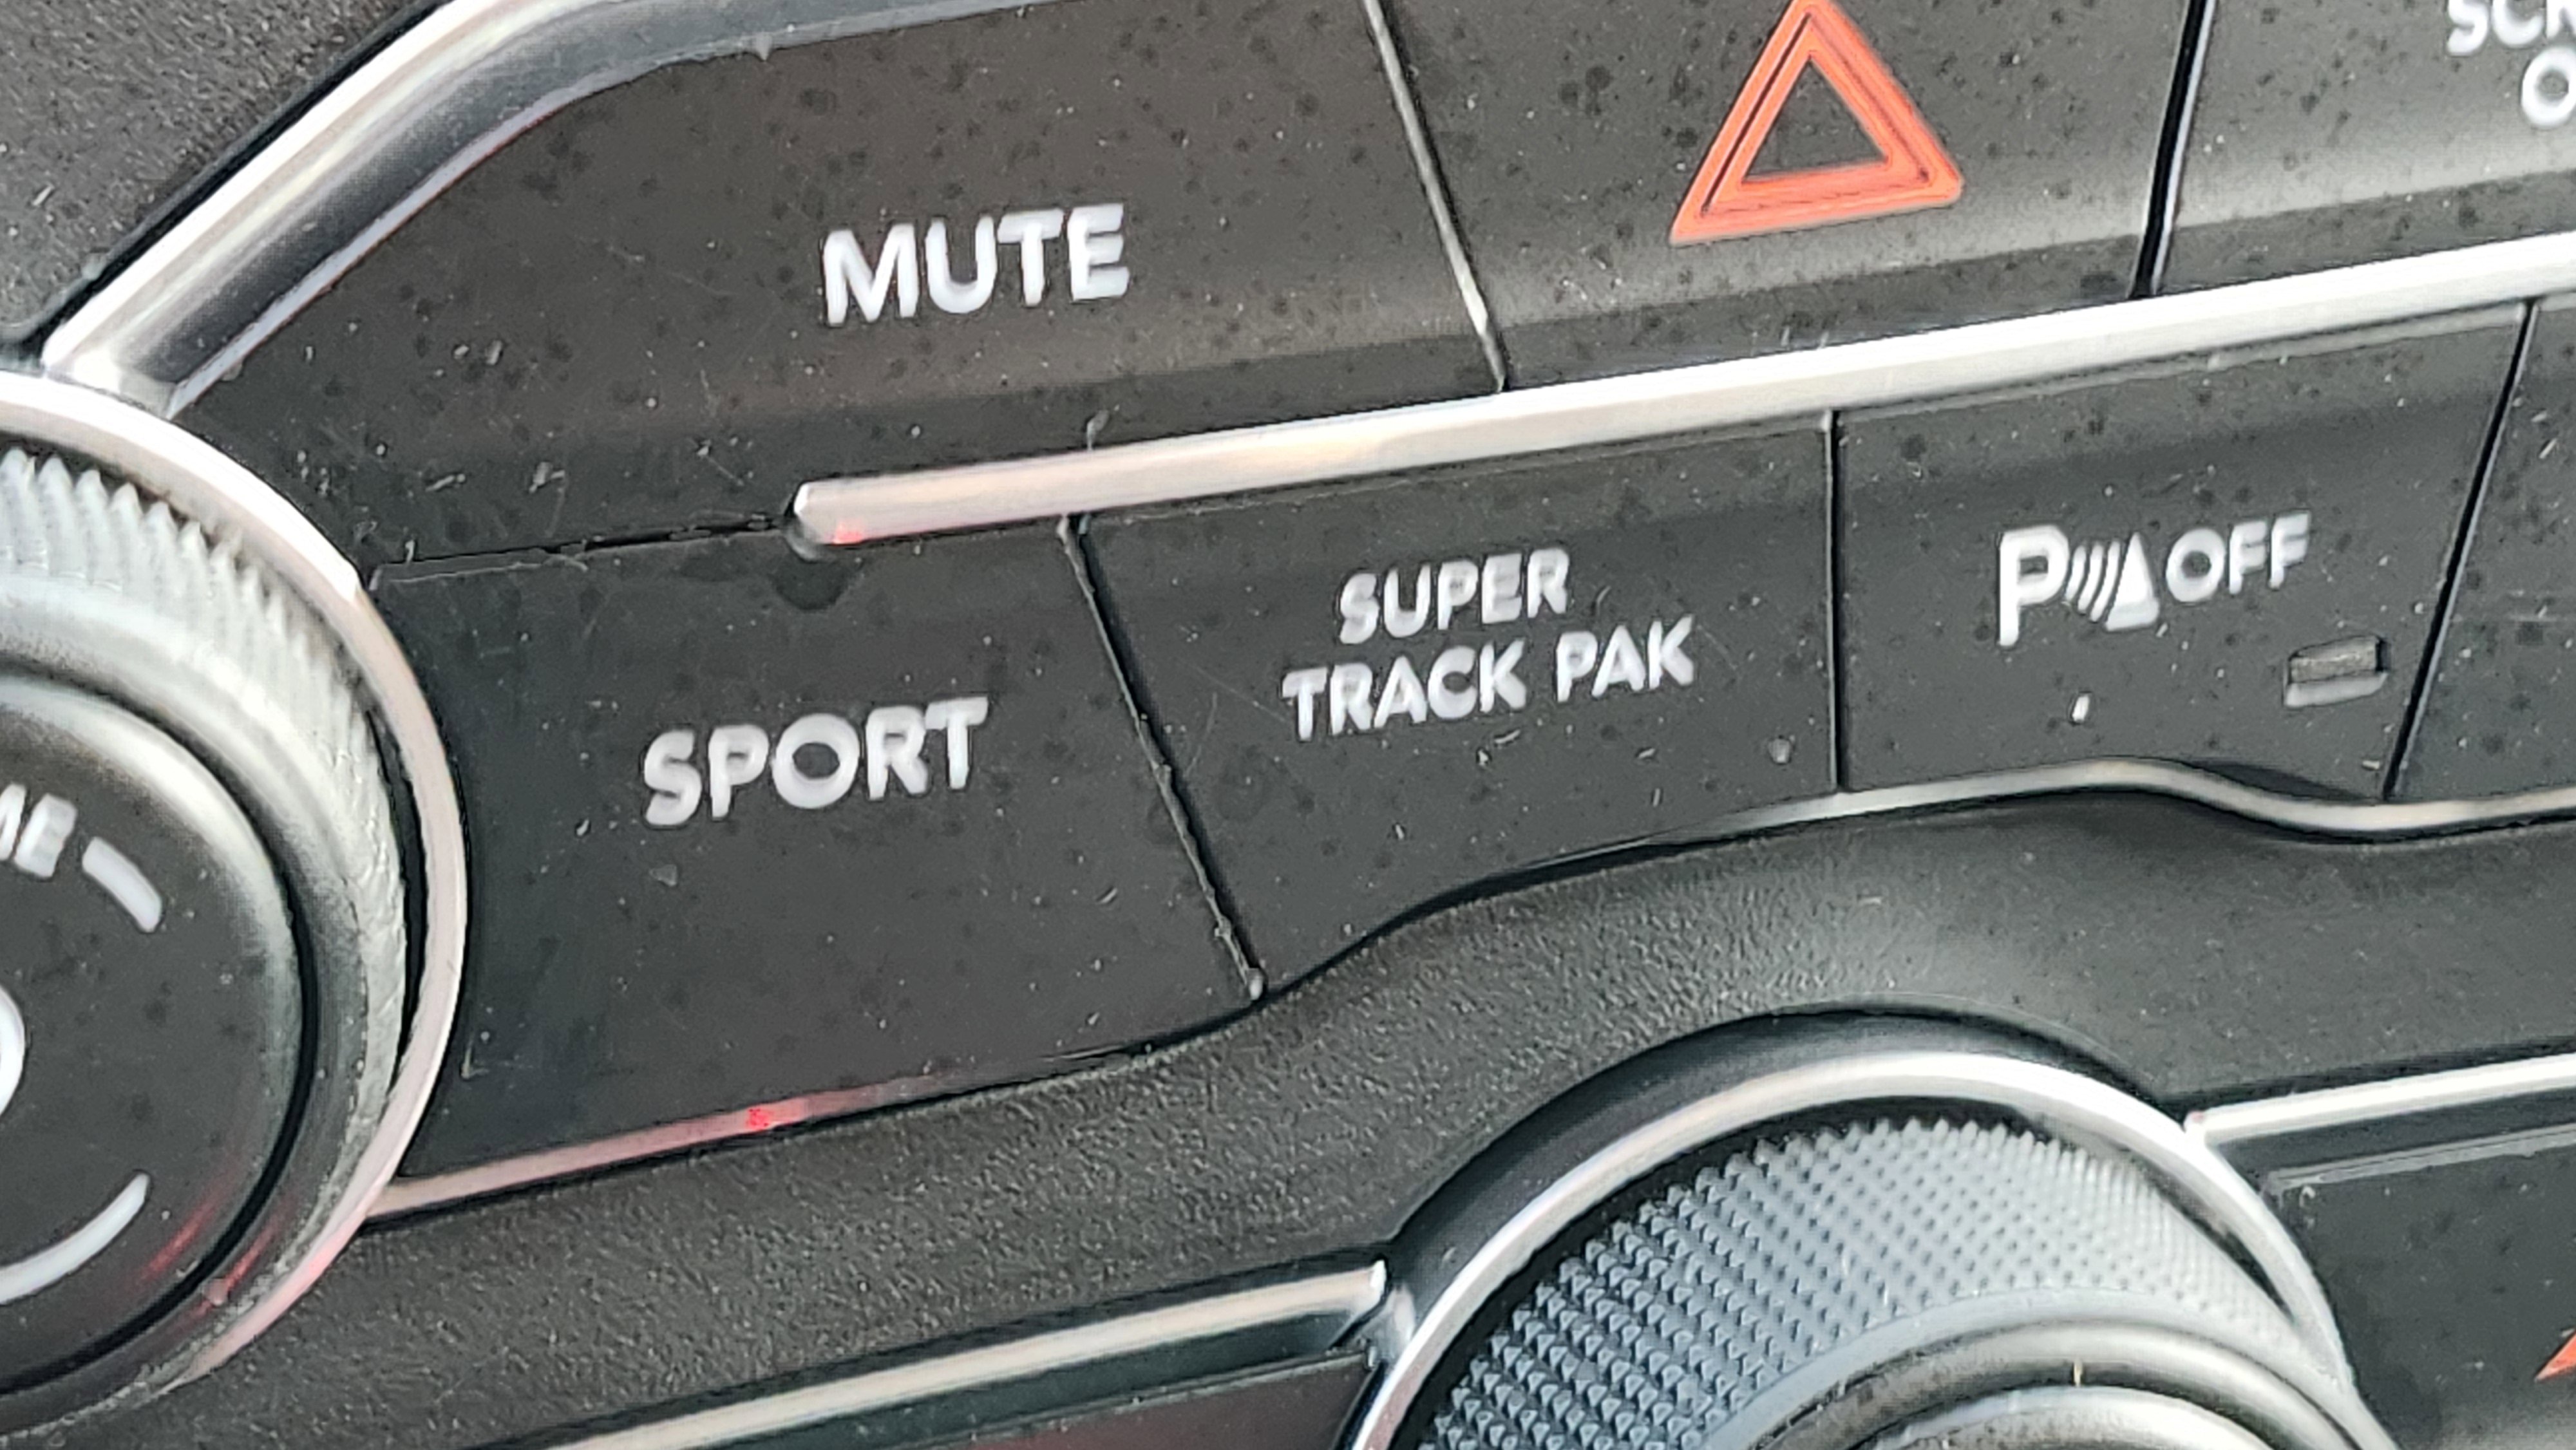 MUTE
SPORT
SUPER
TRACK PAK
P OFF